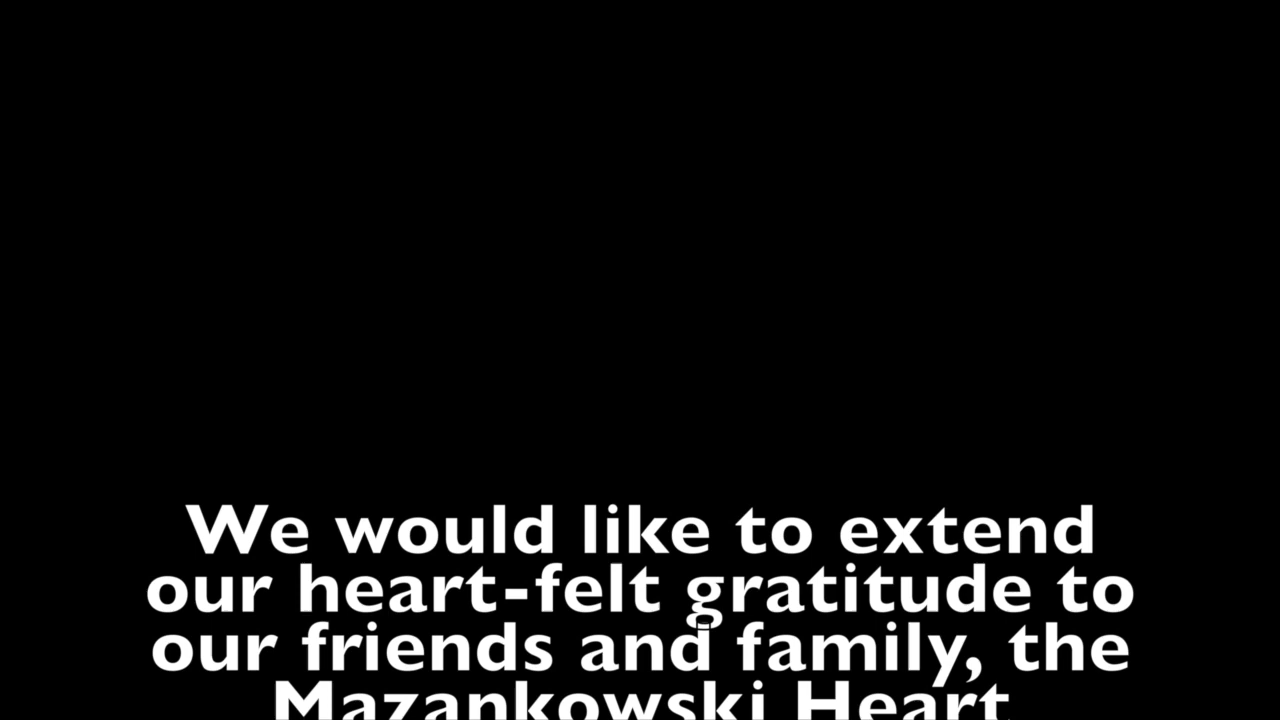 We would like to extend
our heart-felt gratitude to
our friends and family, the
Mazankowski Heart